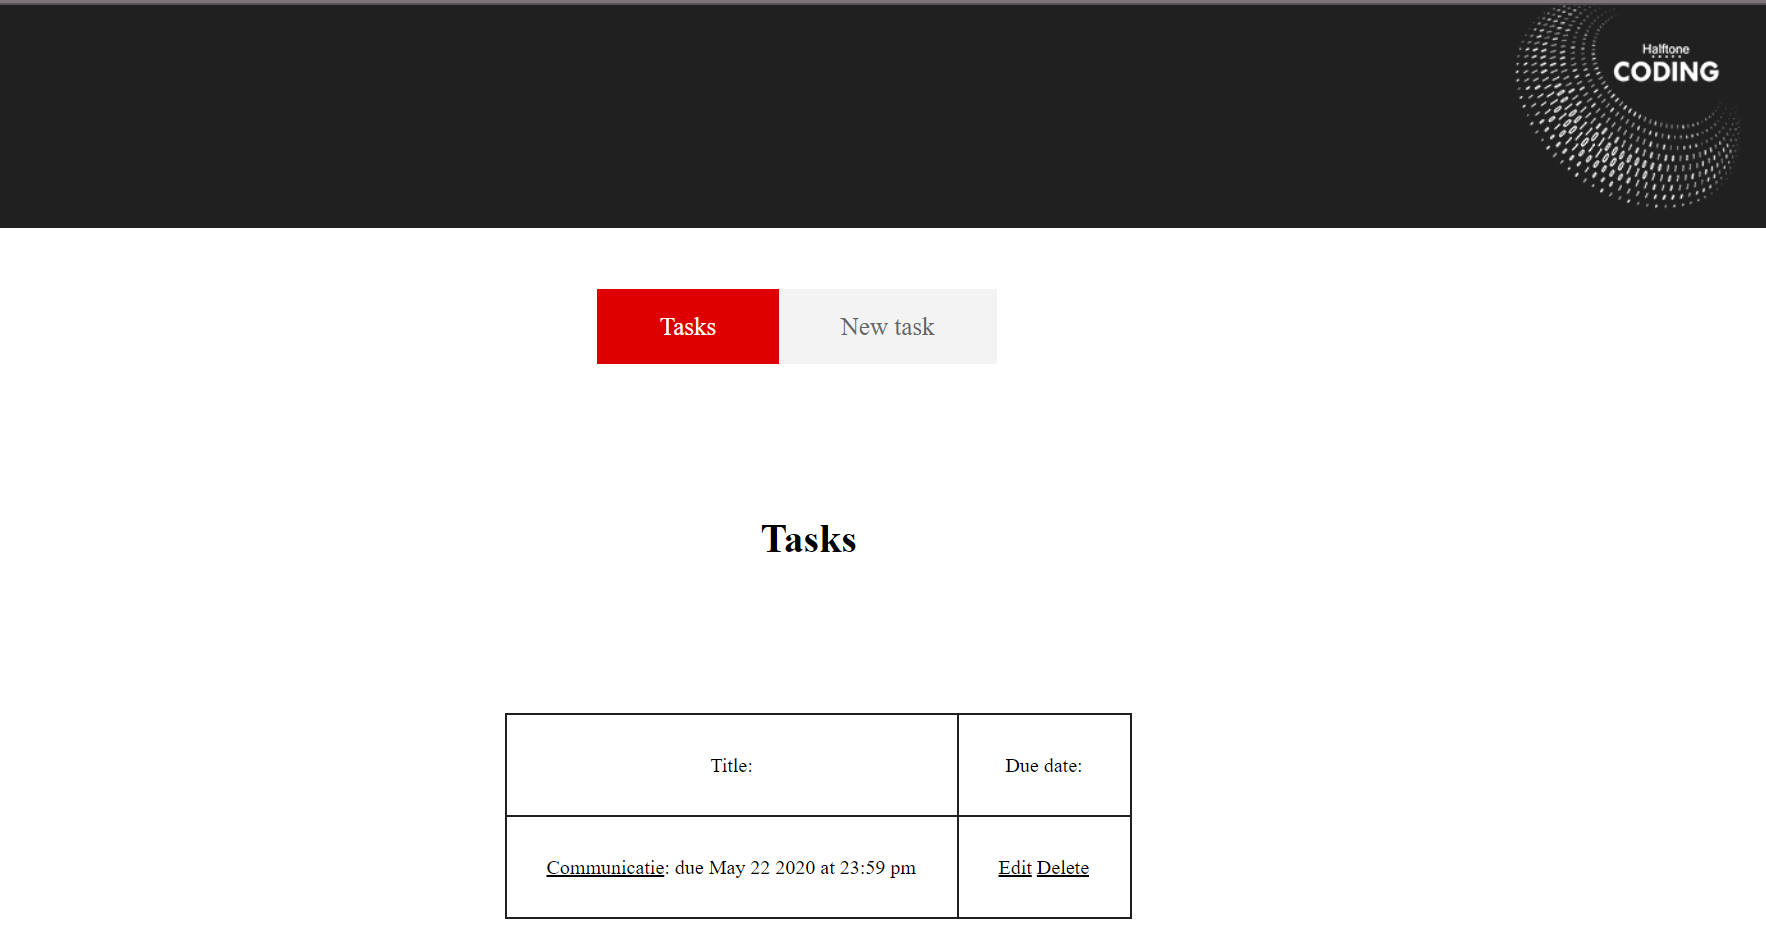 Halftone
CODING
Tasks
New task
Tasks
Title:
Due date:
Communicatie: due May 22 2020 at 23:59 pm
Edit Delete